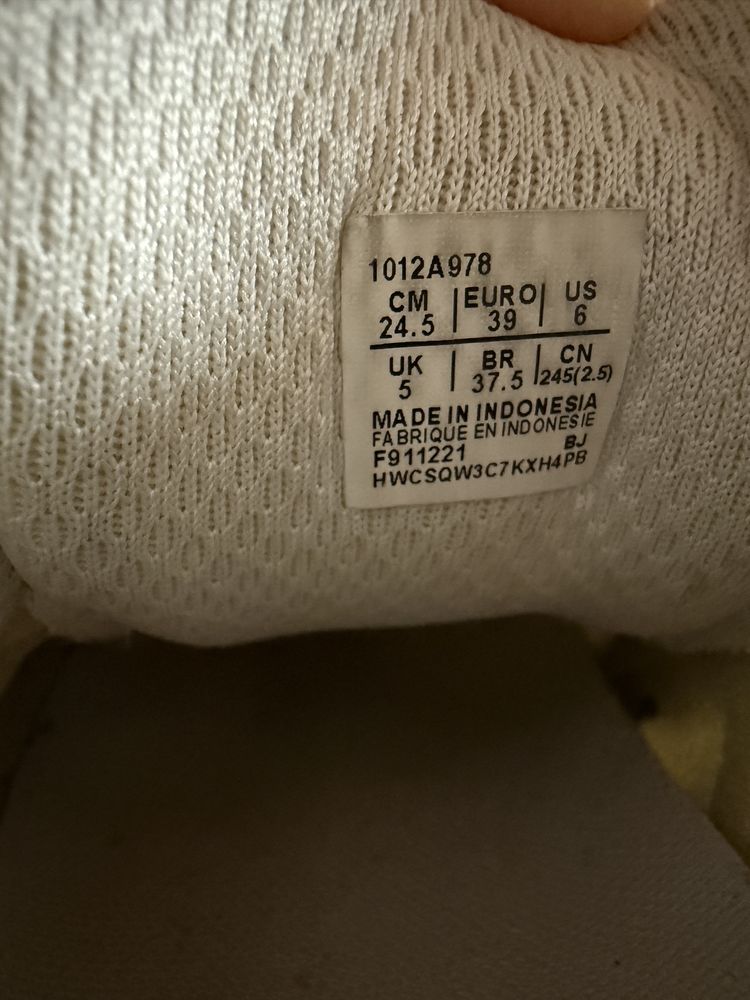 1012A978
CM | EURO | US
24.5 | 39 | 6
UK | BR | CN
5 | 37.5 | 245(2.5)
MADE IN INDONESIA
FABRIQUE EN INDONESIE
F911221 BJ
HWCSQW3C7KXH4PB